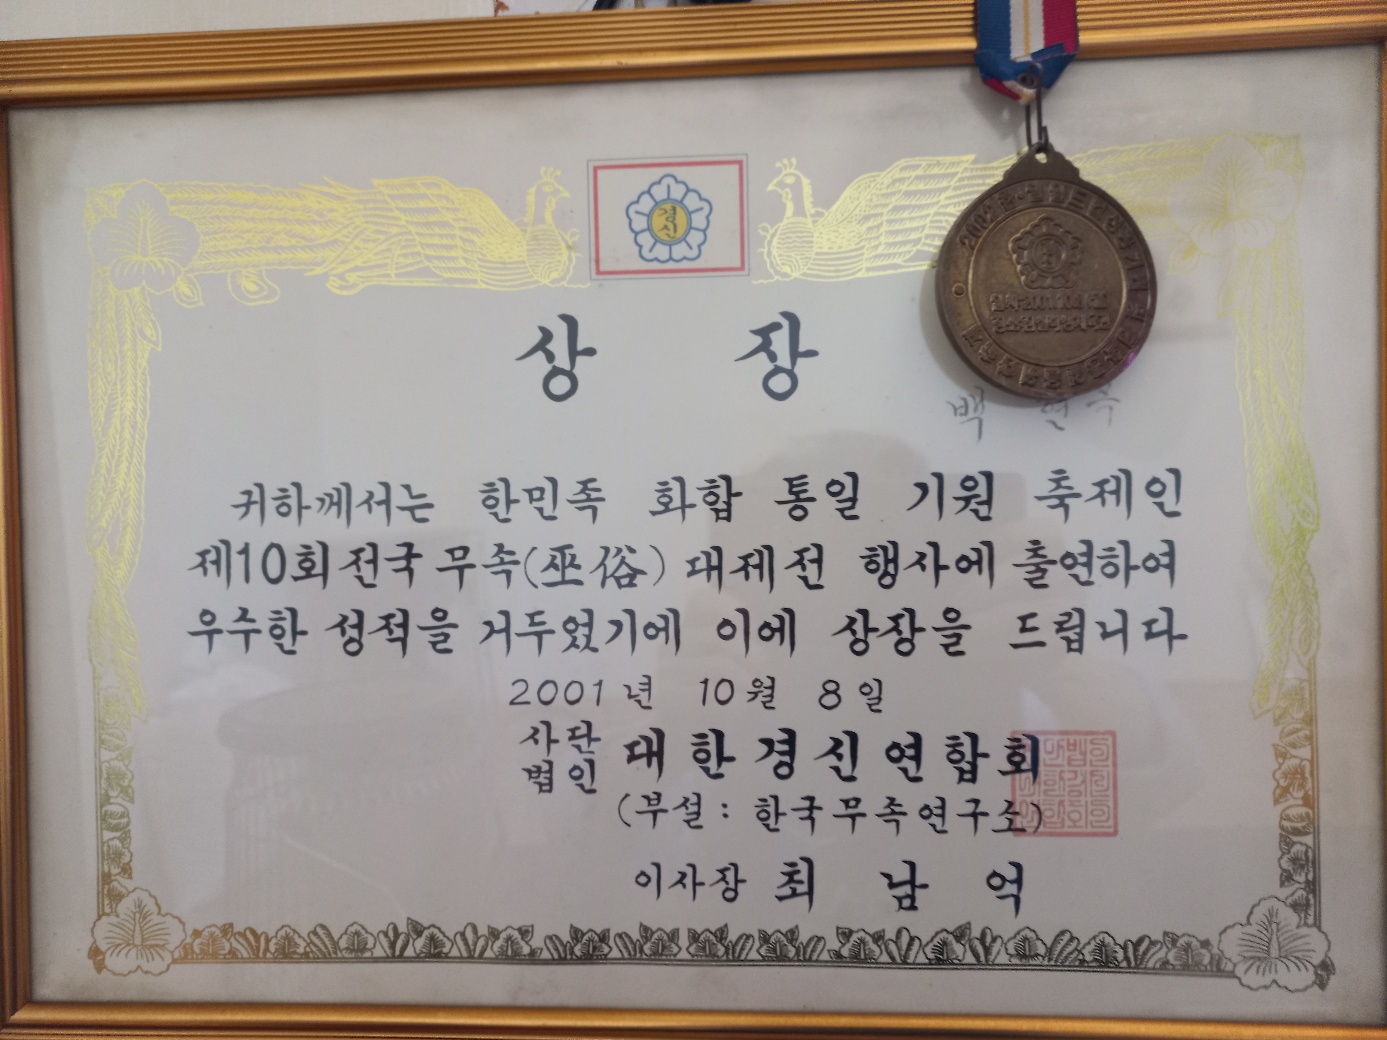 경신
상 장
백
귀하께서는 한민족 화합 통일 기원 축제인
제10회 전국 무속(巫俗) 대제전 행사에 출연하여
우수한 성적을 거두었기에 이에 상장을 드립니다
2001년 10월 8일
사단법인 대한경신연합회
(부설 : 한국무속연구소)
이사장 최 남 억